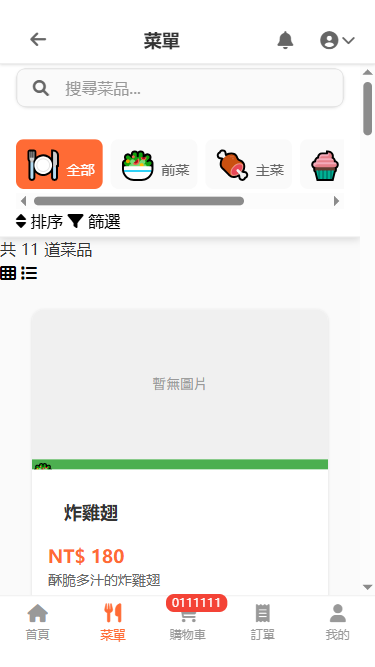 菜單
搜尋菜品...
全部 前菜 主菜
排序 篩選
共 11 道菜品
暫無圖片
炸雞翅
NT$ 180
酥脆多汁的炸雞翅
0111111
首頁 菜單 購物車 訂單 我的